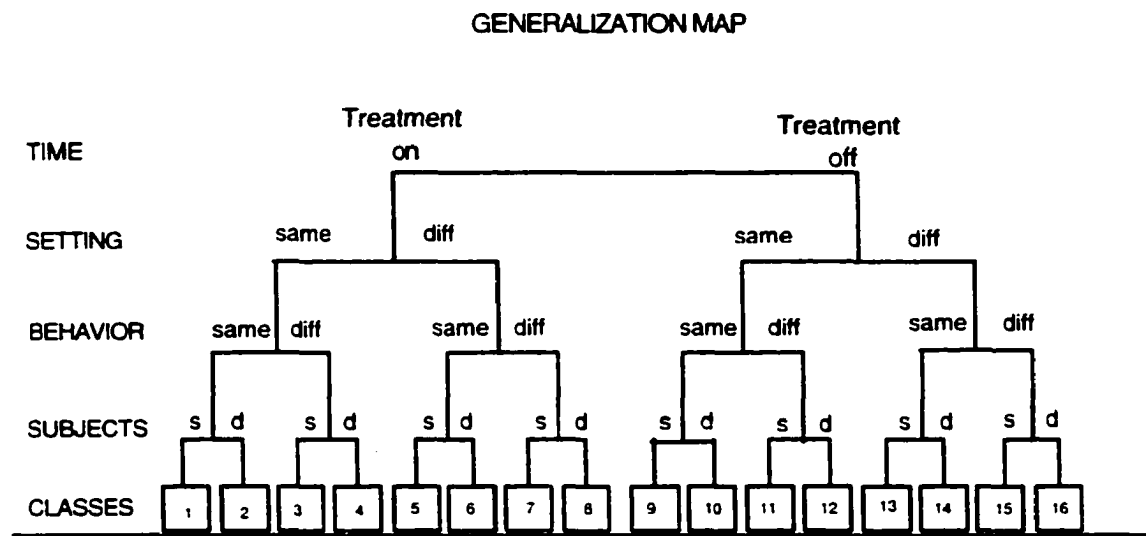 GENERALIZATION MAP
Treatment Treatment
TIME on off
SETTING same diff same diff
BEHAVIOR same diff same diff same diff same diff
SUBJECTS s d s d s d s d s d s d s d s d
CLASSES 1 2 3 4 5 6 7 8 9 10 11 12 13 14 15 16